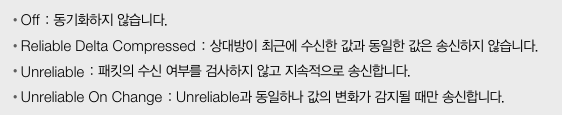 • Off : 동기화하지 않습니다.
• Reliable Delta Compressed : 상대방이 최근에 수신한 값과 동일한 값은 송신하지 않습니다.
• Unreliable : 패킷의 수신 여부를 검사하지 않고 지속적으로 송신합니다.
• Unreliable On Change : Unreliable과 동일하나 값의 변화가 감지될 때만 송신합니다.